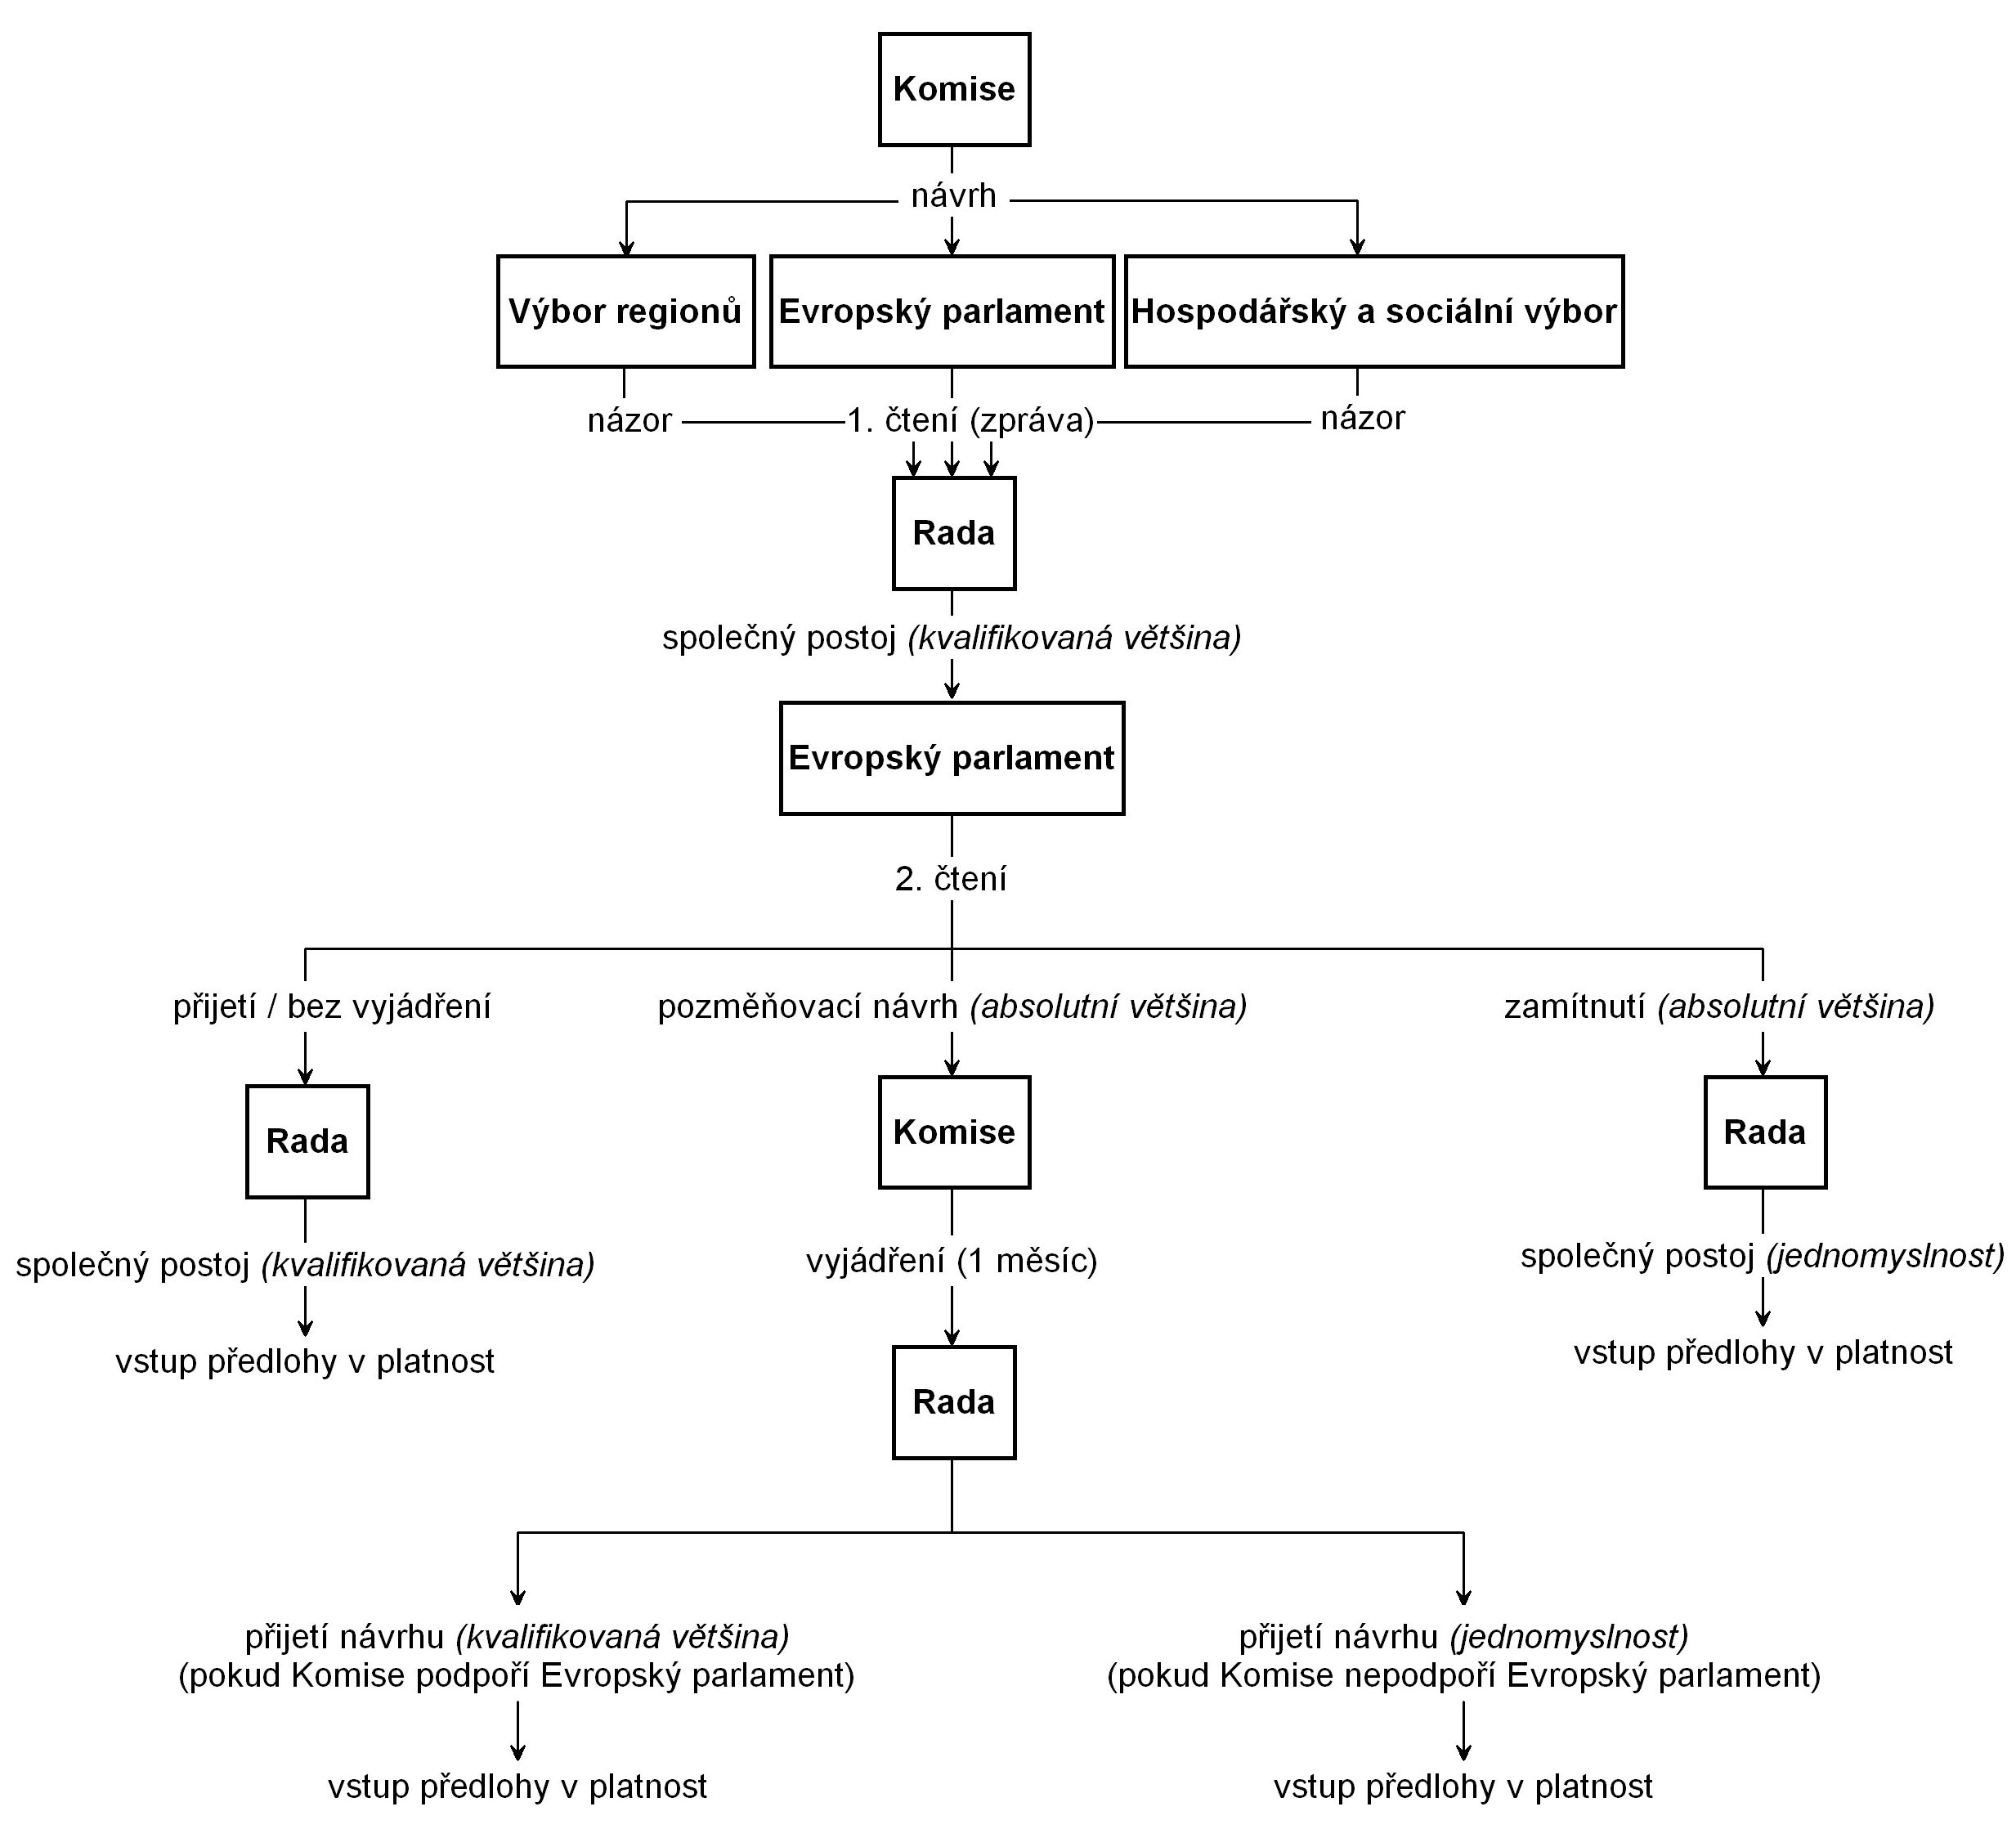 Komise
návrh
Výbor regionů
Evropský parlament
Hospodářský a sociální výbor
názor
1. čtení (zpráva)
názor
Rada
společný postoj (kvalifikovaná většina)
Evropský parlament
2. čtení
přijetí / bez vyjádření
pozměňovací návrh (absolutní většina)
zamítnutí (absolutní většina)
Rada
Komise
Rada
společný postoj (kvalifikovaná většina)
vyjádření (1 měsíc)
společný postoj (jednomyslnost)
vstup předlohy v platnost
vstup předlohy v platnost
Rada
přijetí návrhu (kvalifikovaná většina)
(pokud Komise podpoří Evropský parlament)
přijetí návrhu (jednomyslnost)
(pokud Komise nepodpoří Evropský parlament)
vstup předlohy v platnost
vstup předlohy v platnost